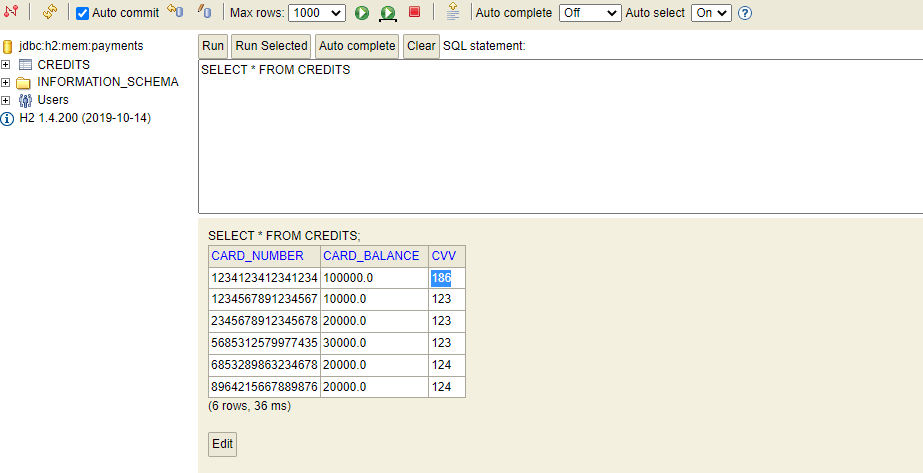 Auto commit Max rows: 1000 Auto complete Off Auto select On
jdbc:h2:mem:payments
CREDITS
INFORMATION_SCHEMA
Users
H2 1.4.200 (2019-10-14)
Run Run Selected Auto complete Clear SQL statement:
SELECT * FROM CREDITS
SELECT * FROM CREDITS;
CARD_NUMBER CARD_BALANCE CVV
1234123412341234 100000.0 186
1234567891234567 10000.0 123
2345678912345678 20000.0 123
5685312579977435 30000.0 123
6853289863234678 20000.0 124
8964215667889876 20000.0 124
(6 rows, 36 ms)
Edit